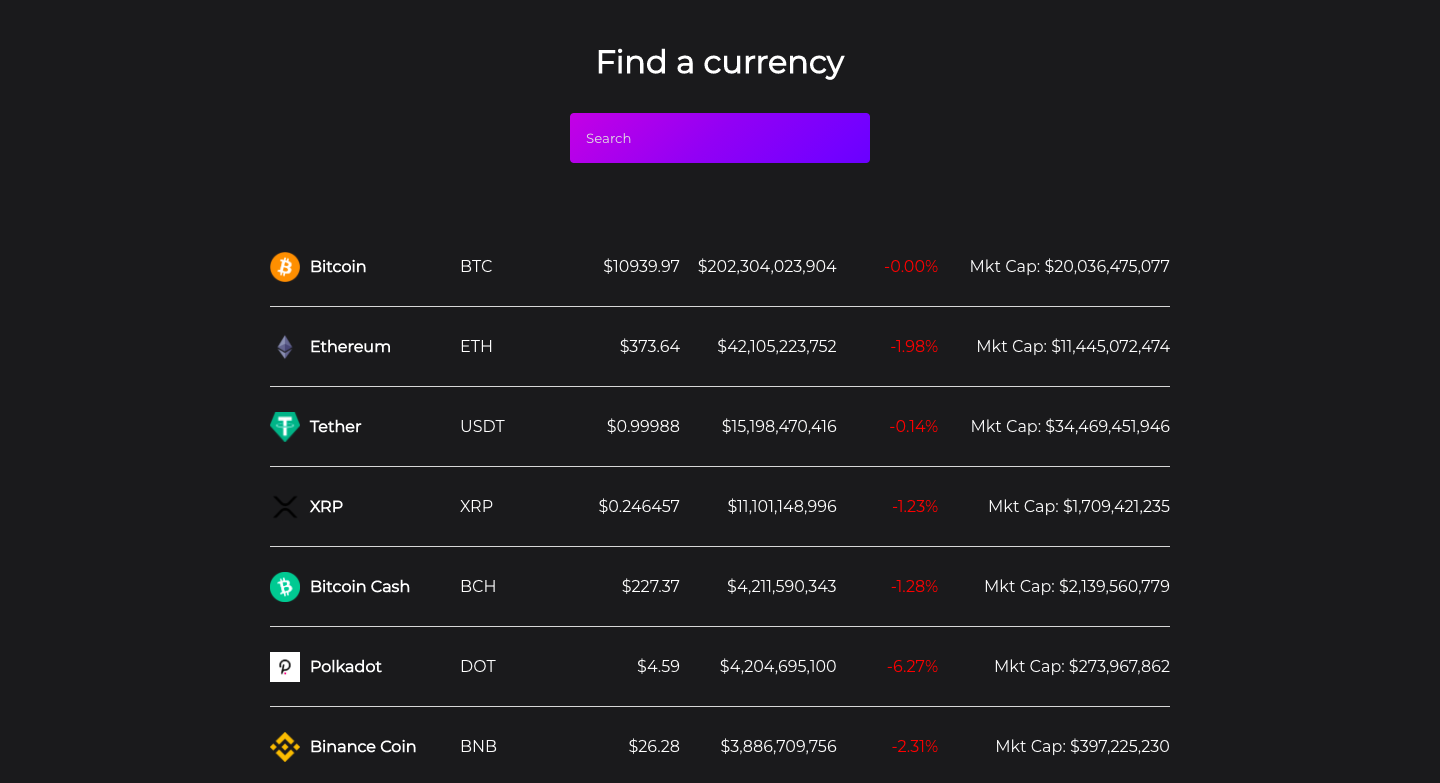 Find a currency
Search
Bitcoin BTC $10939.97 $202,304,023,904 -0.00% Mkt Cap: $20,036,475,077
Ethereum ETH $373.64 $42,105,223,752 -1.98% Mkt Cap: $11,445,072,474
Tether USDT $0.99988 $15,198,470,416 -0.14% Mkt Cap: $34,469,451,946
XRP XRP $0.246457 $11,101,148,996 -1.23% Mkt Cap: $1,709,421,235
Bitcoin Cash BCH $227.37 $4,211,590,343 -1.28% Mkt Cap: $2,139,560,779
Polkadot DOT $4.59 $4,204,695,100 -6.27% Mkt Cap: $273,967,862
Binance Coin BNB $26.28 $3,886,709,756 -2.31% Mkt Cap: $397,225,230